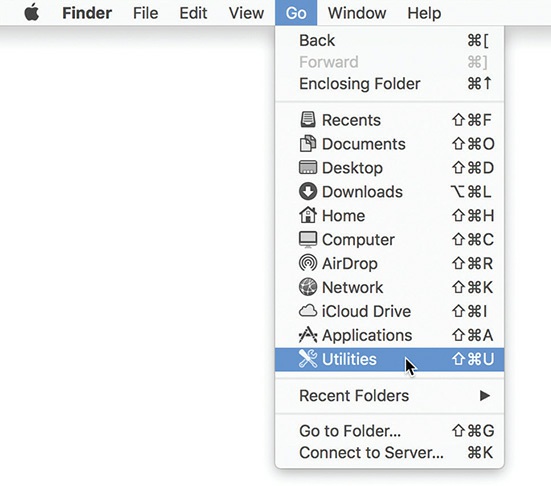 Finder File Edit View Go Window Help
Back ⌘[
Forward ⌘]
Enclosing Folder ⌘↑
Recents ⇧⌘F
Documents ⇧⌘O
Desktop ⇧⌘D
Downloads ⌥⌘L
Home ⇧⌘H
Computer ⇧⌘C
AirDrop ⇧⌘R
Network ⇧⌘K
iCloud Drive ⇧⌘I
Applications ⇧⌘A
Utilities ⇧⌘U
Recent Folders ▶
Go to Folder... ⇧⌘G
Connect to Server... ⌘K